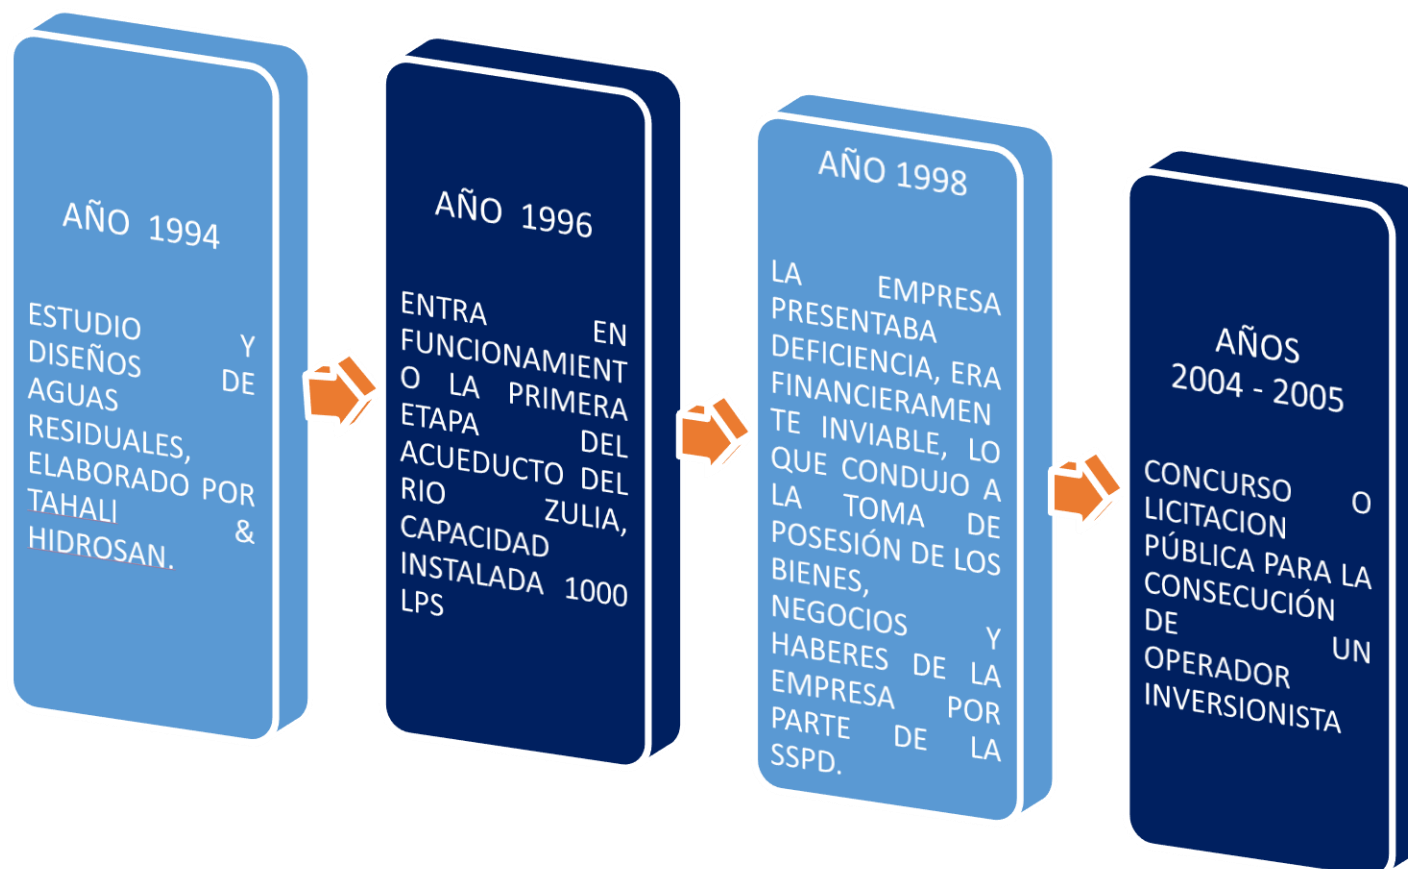 AÑO 1994
ESTUDIO Y
DISEÑOS DE
AGUAS
RESIDUALES,
ELABORADO POR
TAHALI &
HIDROSAN.
AÑO 1996
ENTRA EN
FUNCIONAMIENT
O LA PRIMERA
ETAPA DEL
ACUEDUCTO DEL
RIO ZULIA,
CAPACIDAD
INSTALADA 1000
LPS
AÑO 1998
LA EMPRESA
PRESENTABA
DEFICIENCIA, ERA
FINANCIERAMEN
TE INVIABLE, LO
QUE CONDUJO A
LA TOMA DE
POSESIÓN DE LOS
BIENES,
NEGOCIOS Y
HABERES DE LA
EMPRESA POR
PARTE DE LA
SSPD.
AÑOS
2004 - 2005
CONCURSO O
LICITACION
PÚBLICA PARA LA
CONSECUCIÓN
DE UN
OPERADOR
INVERSIONISTA